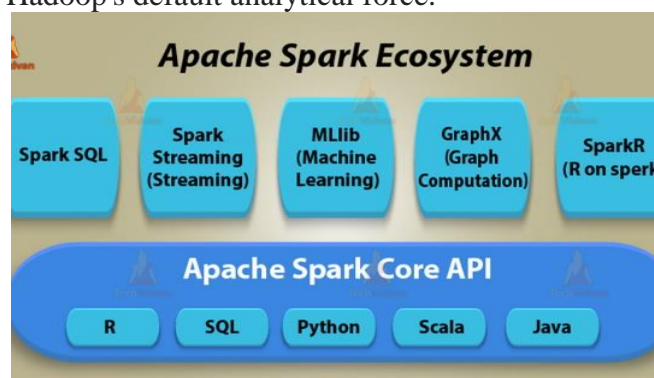 Hadoop's default analytical force.
Apache Spark Ecosystem
Spark SQL
Spark
Streaming
(Streaming)
MLlib
(Machine
Learning)
GraphX
(Graph
Computation)
SparkR
(R on sperk
Apache Spark Core API
R
SQL
Python
Scala
Java